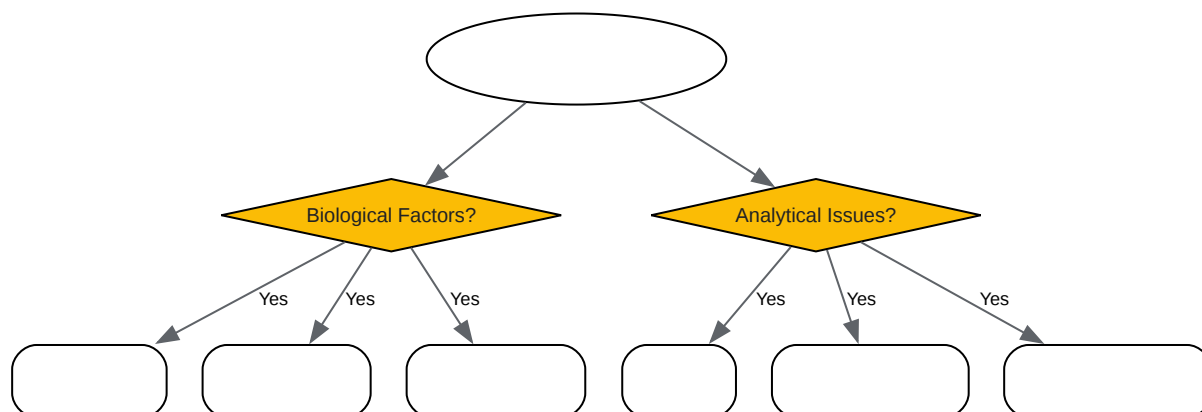 Biological Factors?
Analytical Issues?
Yes
Yes
Yes
Yes
Yes
Yes